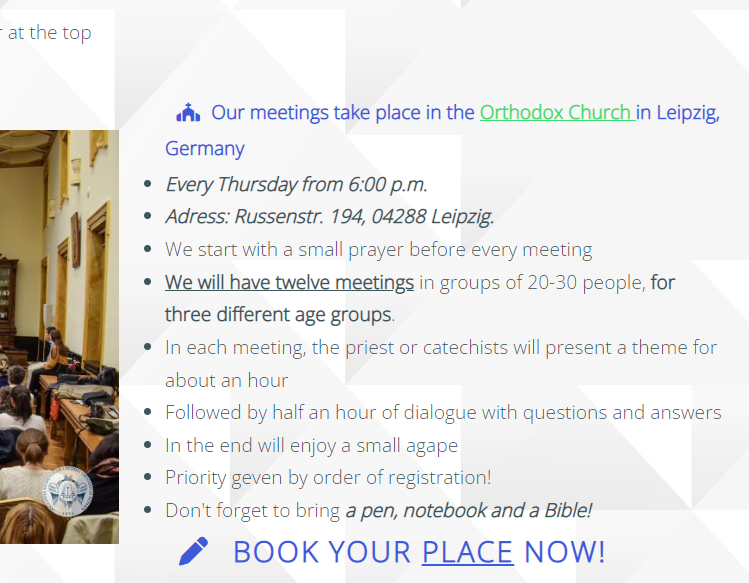 r at the top
Our meetings take place in the Orthodox Church in Leipzig,
Germany
Every Thursday from 6:00 p.m.
Adress: Russenstr. 194, 04288 Leipzig.
We start with a small prayer before every meeting
We will have twelve meetings in groups of 20-30 people, for
three different age groups.
In each meeting, the priest or catechists will present a theme for
about an hour
Followed by half an hour of dialogue with questions and answers
In the end will enjoy a small agape
Priority geven by order of registration!
Don't forget to bring a pen, notebook and a Bible!
BOOK YOUR PLACE NOW!